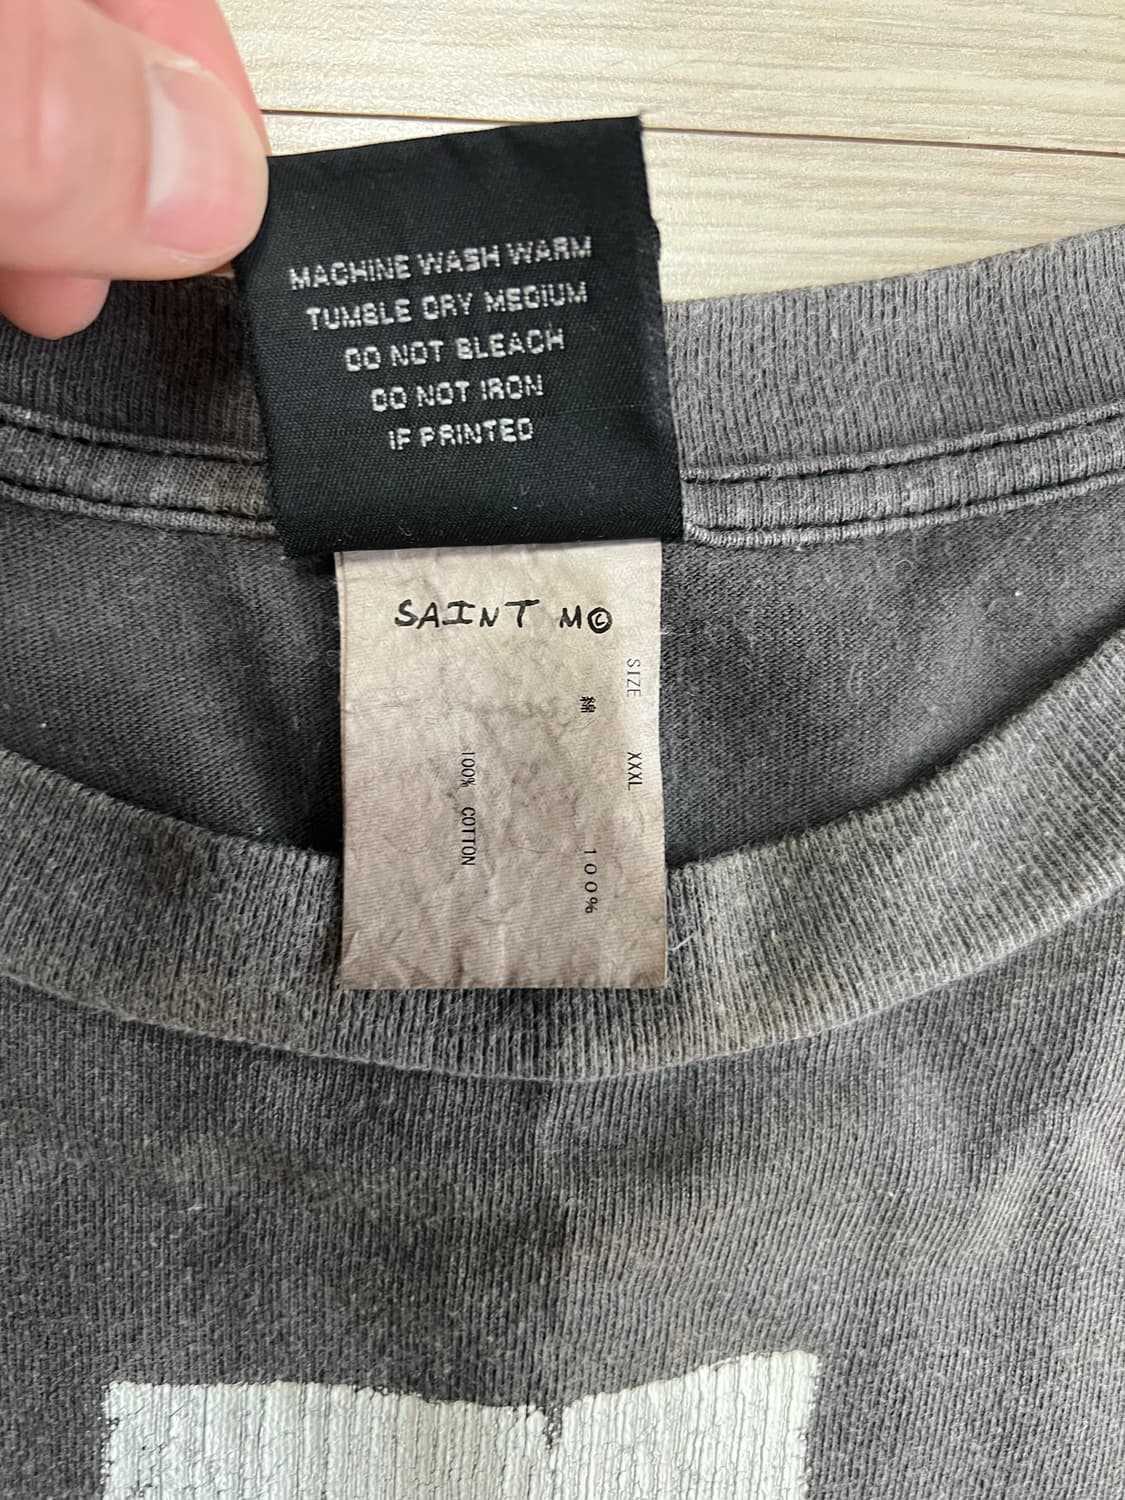 MACHINE WASH WARM
TUMBLE DRY MEDIUM
DO NOT BLEACH
DO NOT IRON
IF PRINTED
SAINT M©
SIZE XXXL
綿 100%
100% COTTON